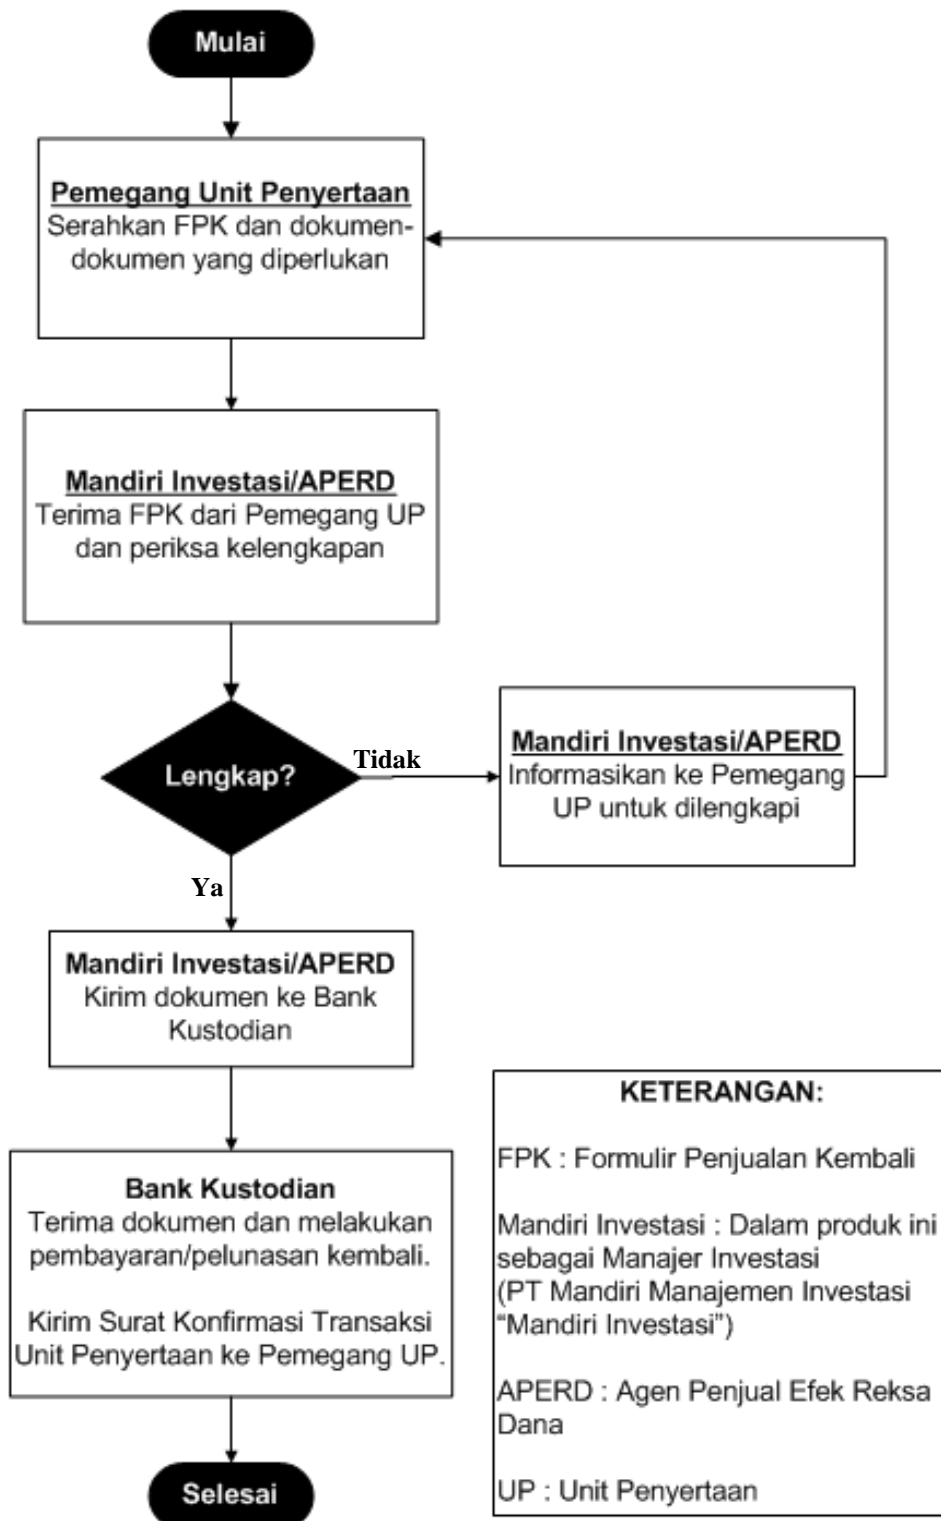 Mulai
Pemegang Unit Penyertaan
Serahkan FPK dan dokumen-
dokumen yang diperlukan
Mandiri Investasi/APERD
Terima FPK dari Pemegang UP
dan periksa kelengkapan
Lengkap?
Tidak
Mandiri Investasi/APERD
Informasikan ke Pemegang
UP untuk dilengkapi
Ya
Mandiri Investasi/APERD
Kirim dokumen ke Bank
Kustodian
Bank Kustodian
Terima dokumen dan melakukan
pembayaran/pelunasan kembali.
Kirim Surat Konfirmasi Transaksi
Unit Penyertaan ke Pemegang UP.
Selesai
KETERANGAN:
FPK : Formulir Penjualan Kembali
Mandiri Investasi : Dalam produk ini
sebagai Manajer Investasi
(PT Mandiri Manajemen Investasi
“Mandiri Investasi”)
APERD : Agen Penjual Efek Reksa
Dana
UP : Unit Penyertaan